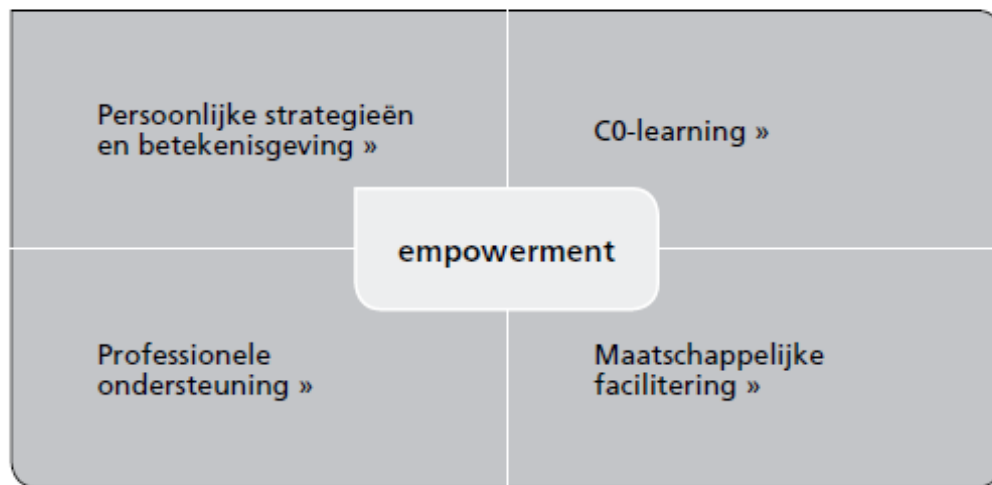 Persoonlijke strategieën
en betekenisgeving »
C0-learning »
empowerment
Professionele
ondersteuning »
Maatschappelijke
facilitering »